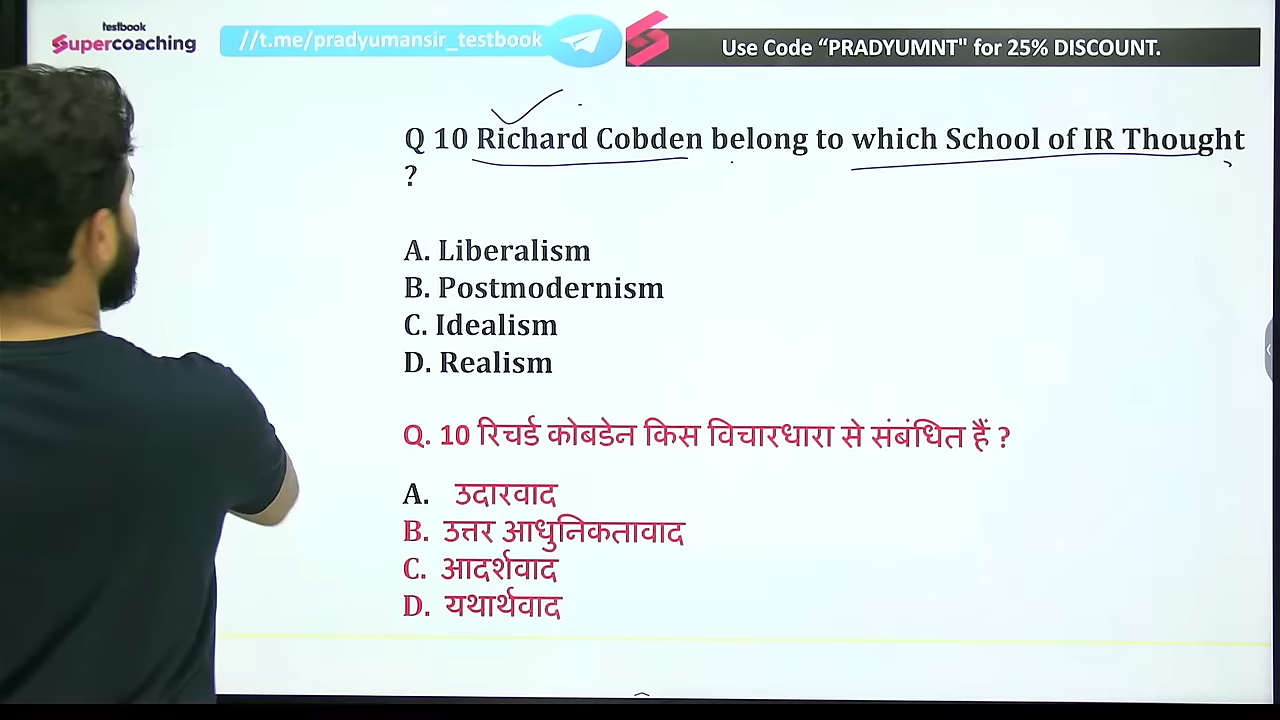 testbook
Supercoaching
//t.me/pradyumansir_testbook
Use Code “PRADYUMNT" for 25% DISCOUNT.
Q 10 Richard Cobden belong to which School of IR Thought
?
A. Liberalism
B. Postmodernism
C. Idealism
D. Realism
Q. 10 रिचर्ड कोबडेन किस विचारधारा से संबंधित हैं ?
A. उदारवाद
B. उत्तर आधुनिकतावाद
C. आदर्शवाद
D. यथार्थवाद